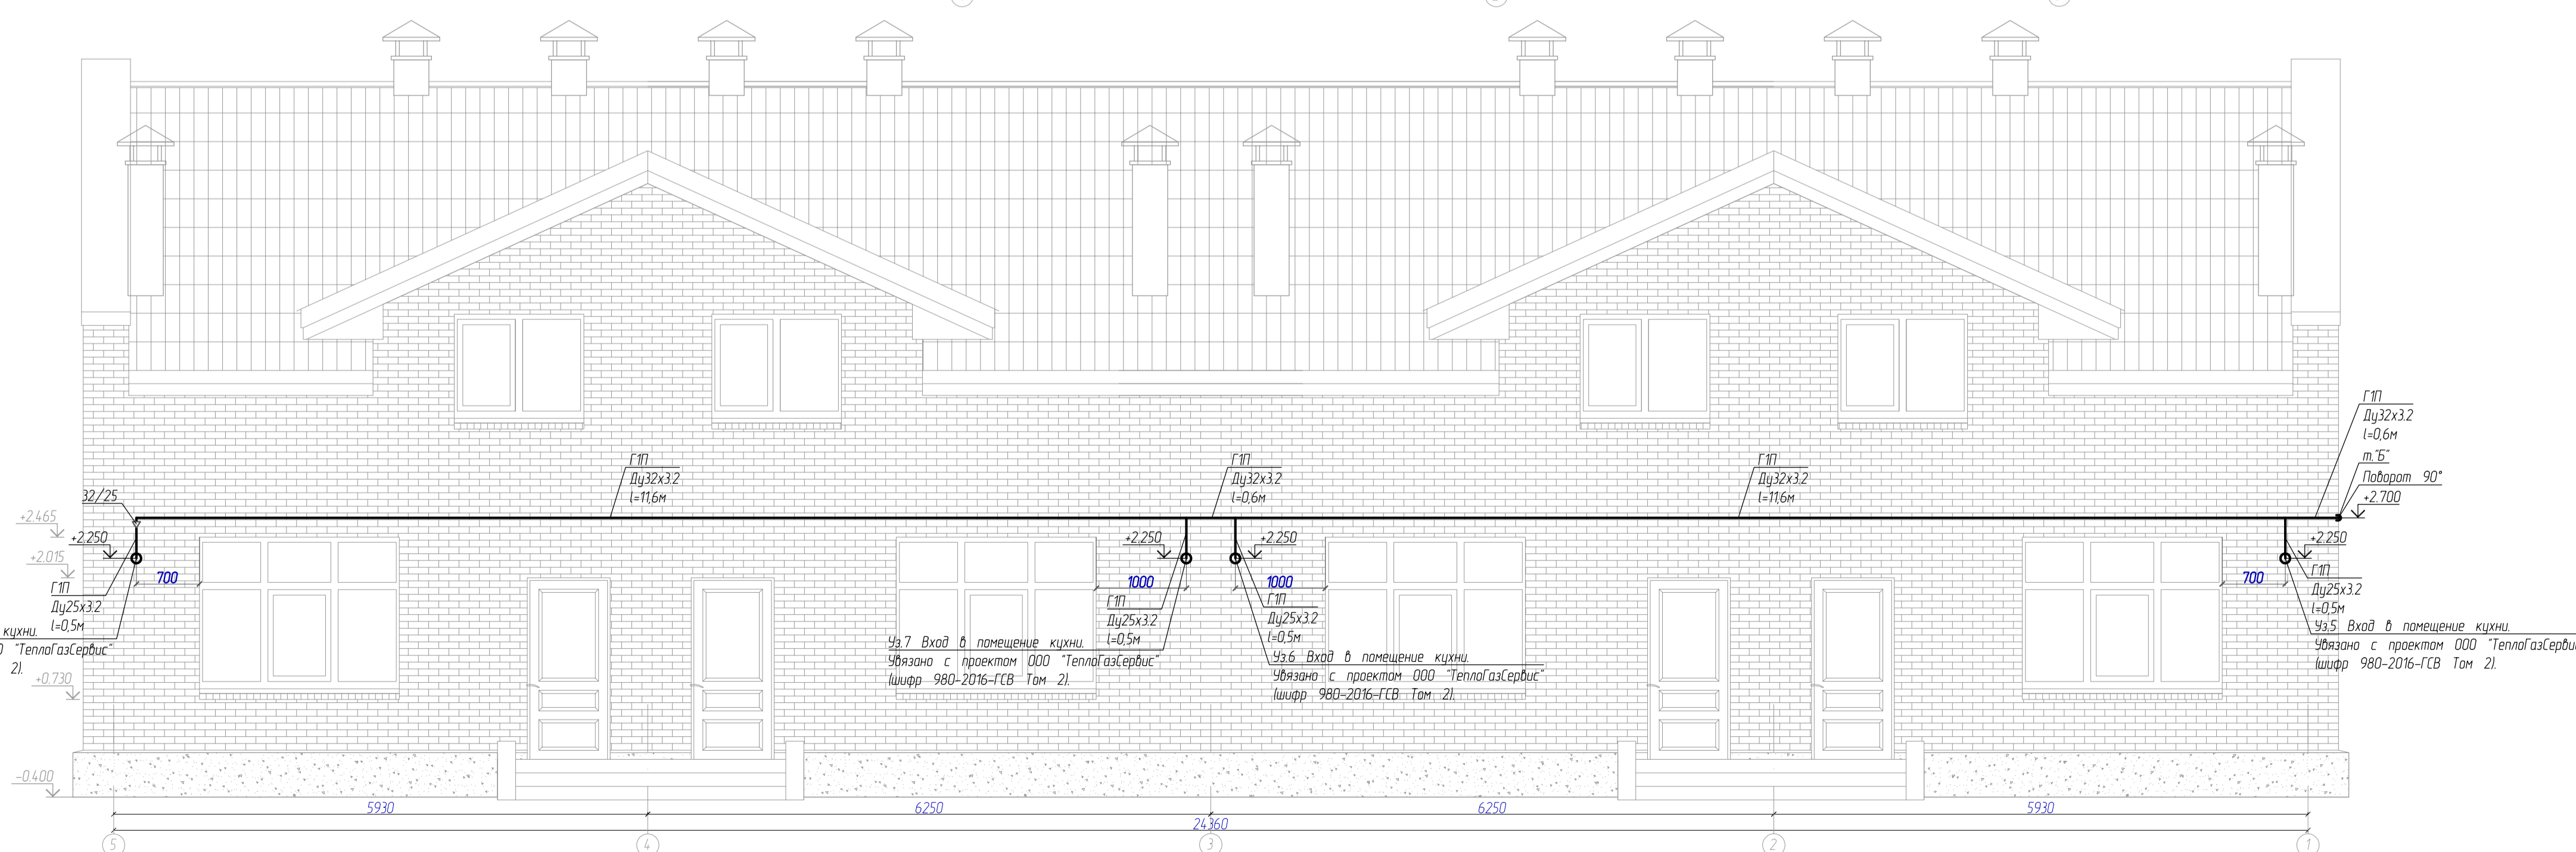 Г1П
Ду32х3.2
l=0,6м
т."Б"
Поворот 90°
+2.700
Г1П
Ду32х3.2
l=11,6м
Г1П
Ду32х3.2
l=0,6м
Г1П
Ду32х3.2
l=11,6м
32/25
+2.465
+2.250
+2.015
700
Г1П
Ду25х3.2
l=0,5м
кухни.
"ТеплоГазСервис"
2).
+0.730
-0.400
+2.250
1000
Г1П
Ду25х3.2
l=0,5м
Уз.7 Вход в помещение кухни.
Увязано с проектом ООО "ТеплоГазСервис"
(шифр 980-2016-ГСВ Том 2).
+2.250
1000
Г1П
Ду25х3.2
l=0,5м
Уз.6 Вход в помещение кухни.
Увязано с проектом ООО "ТеплоГазСервис"
(шифр 980-2016-ГСВ Том 2).
+2.250
700
Г1П
Ду25х3.2
l=0,5м
Уз.5 Вход в помещение кухни.
Увязано с проектом ООО
(шифр 980-2016-ГСВ Том 2).
5930
6250
6250
5930
24360
5
4
3
2
1